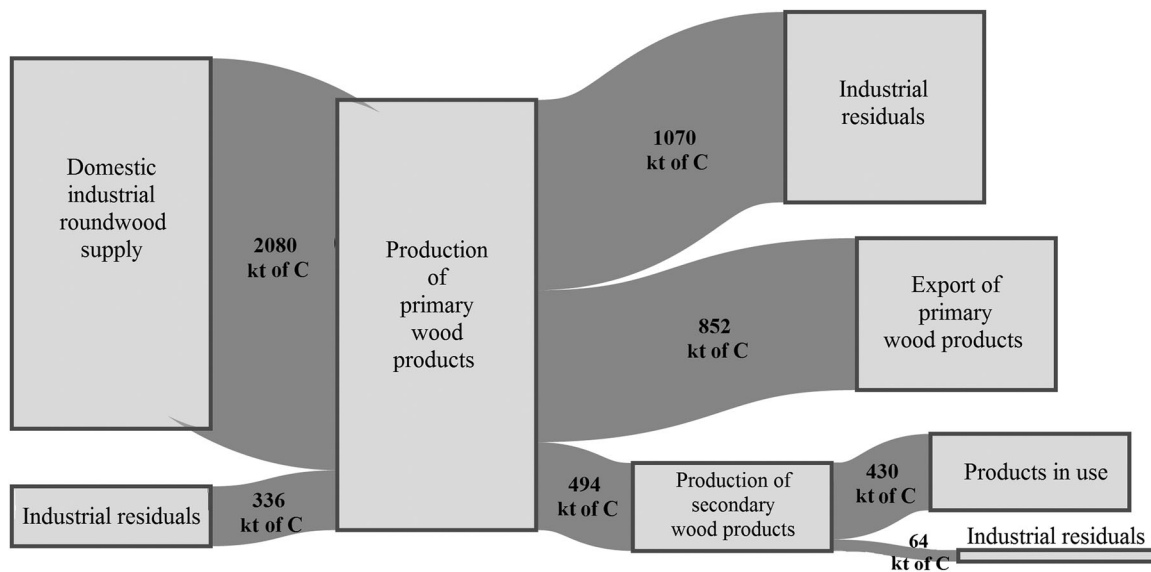 Domestic
industrial
roundwood
supply
2080
kt of C
Industrial residuals
336
kt of C
Production
of
primary
wood
products
1070
kt of C
Industrial
residuals
852
kt of C
Export of
primary
wood products
494
kt of C
Production of
secondary
wood products
430
kt of C
Products in use
64
kt of C
Industrial residuals